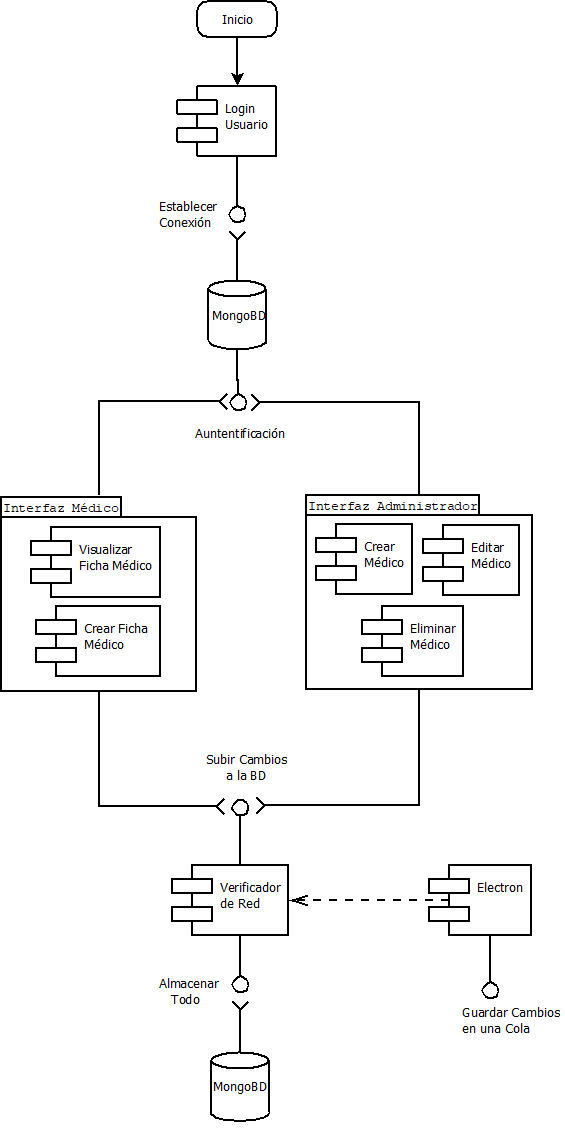 Inicio
Login
Usuario
Establecer
Conexión
MongoBD
Auntentificación
Interfaz Médico
Visualizar
Ficha Médico
Crear Ficha
Médico
Interfaz Administrador
Crear
Médico
Editar
Médico
Eliminar
Médico
Subir Cambios
a la BD
Verificador
de Red
Electron
Almacenar
Todo
Guardar Cambios
en una Cola
MongoBD